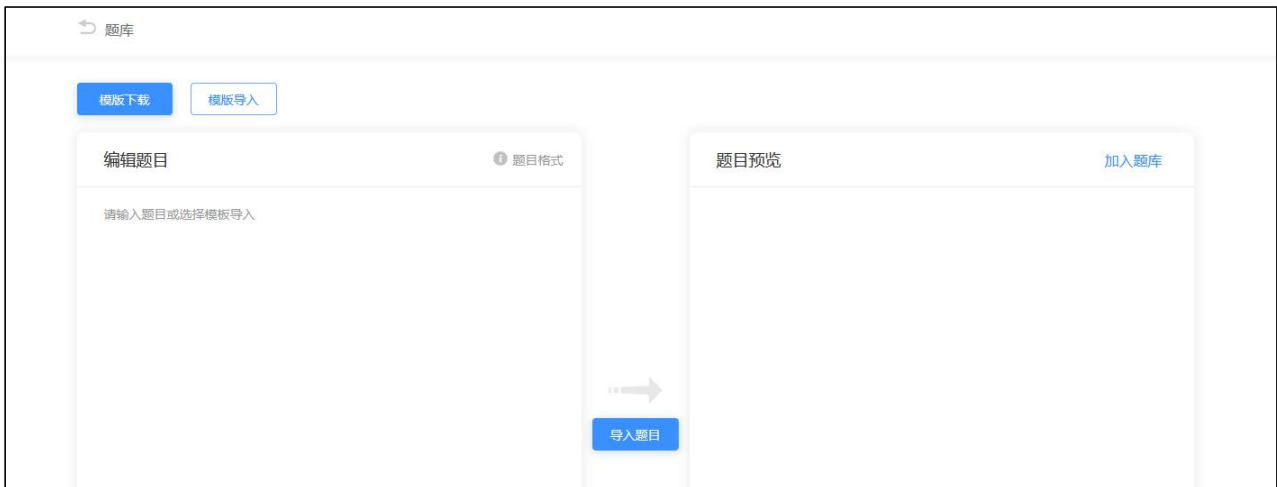 题库
模版下载
模版导入
编辑题目
题目格式
请输入题目或选择模板导入
导入题目
题目预览
加入题库